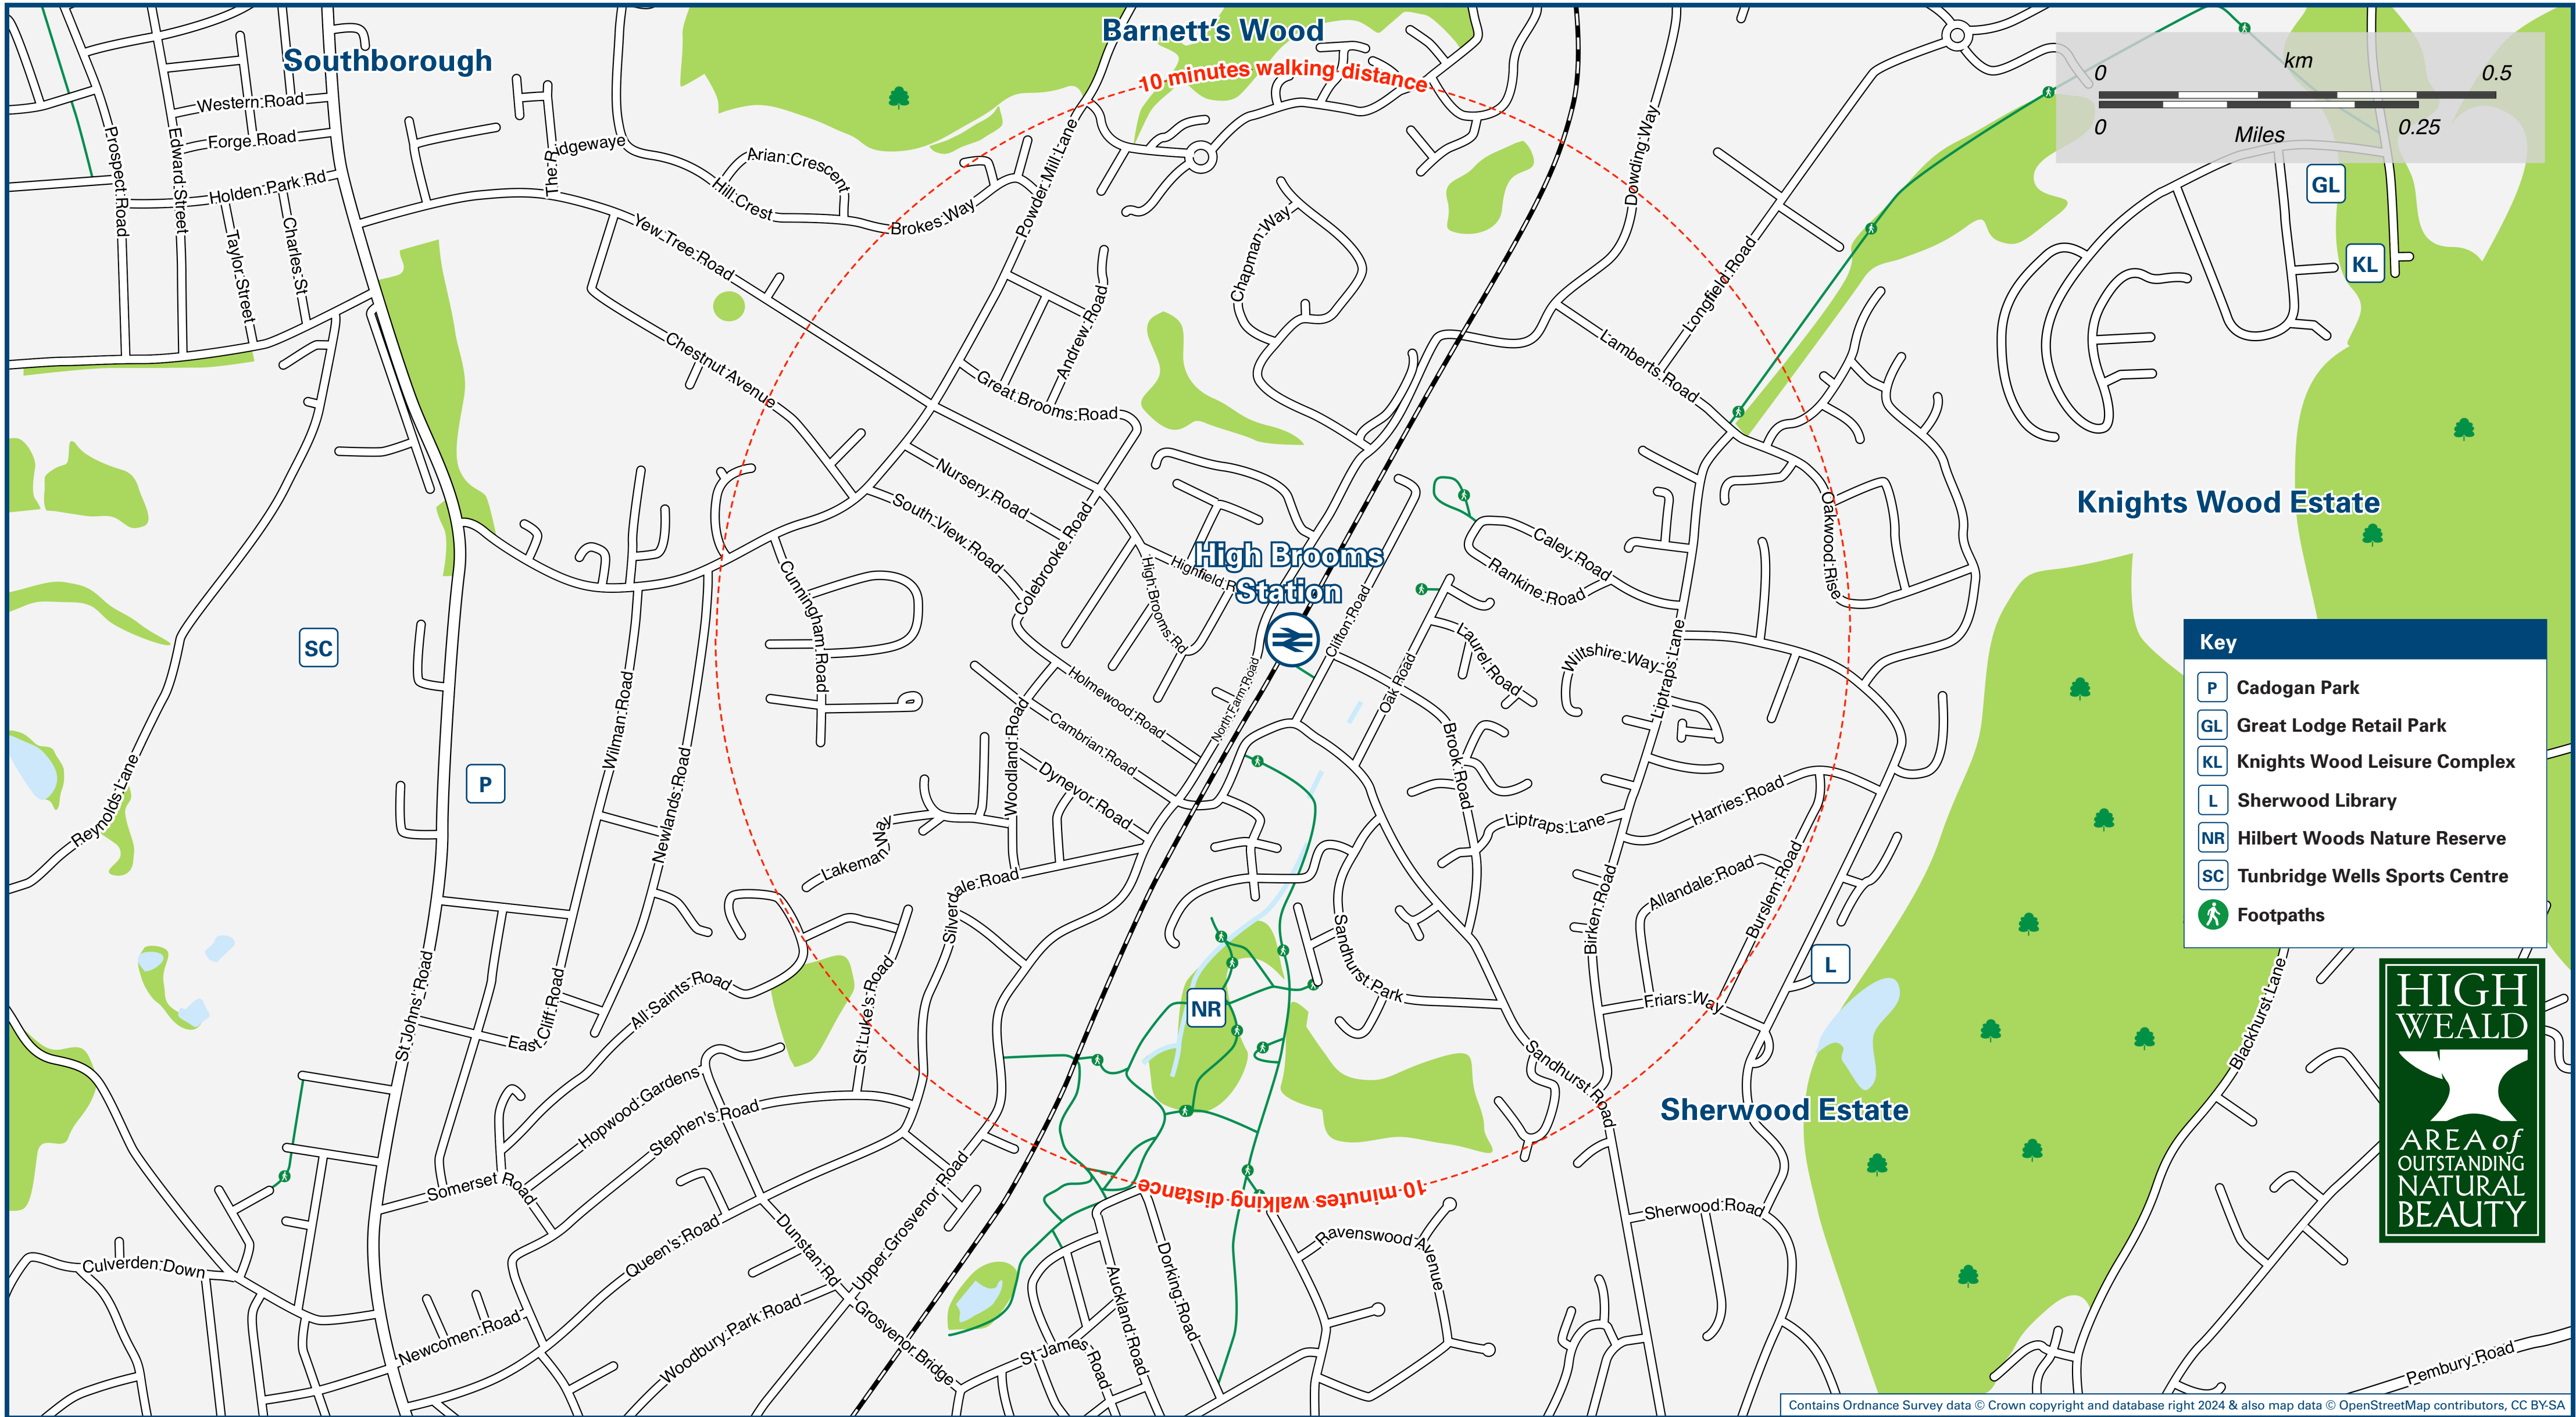 Barnett's Wood
Southborough
10 minutes walking distance
0 km 0.5
0 Miles 0.25
Western Road
Forge Road
Holden Park Rd
Prospect Road
Edward Street
Taylor Street
Charles St
The Ridgewaye
Arian Crescent
Hill Crest
Brokes Way
Powder Mill Lane
Yew Tree Road
Chestnut Avenue
Chapman Way
Dowding Way
Longfield Road
Lamberts Road
GL
KL
Andrew Road
Great Brooms Road
Nursery Road
South View Road
Colebrooke Road
High Brooms Rd
Highfield R
High Brooms
Station
Clifton Road
Caley Road
Rankine Road
Oakwood Rise
Knights Wood Estate
Cunningham Road
Holmewood Road
North Farm Road
Cambrian Road
Woodland Road
Dynevor Road
Oak Road
Laurel Road
Wiltshire Way
Liptraps Lane
Brook Road
Liptraps Lane
Harries Road
SC
P
Wilman Road
Newlands Road
Reynolds Lane
Lakeman Way
Silverdale Road
Sandhurst Park
Birken Road
Allandale Road
Burslem Road
Friars Way
L
NR
St Johns' Road
East Cliff Road
All Saints Road
St Luke's Road
Hopwood Gardens
Stephen's Road
Somerset Road
Sandhurst Road
Sherwood Estate
Sherwood Road
Blackhurst Lane
10 minutes walking distance
Culverden Down
Newcomen Road
Queen's Road
Dunstan Rd
Upper Grosvenor Road
Woodbury Park Road
Grosvenor Bridge
St James Road
Auckland Road
Dorking Road
Ravenswood Avenue
Pembury Road
Key
P Cadogan Park
GL Great Lodge Retail Park
KL Knights Wood Leisure Complex
L Sherwood Library
NR Hilbert Woods Nature Reserve
SC Tunbridge Wells Sports Centre
Footpaths
HIGH
WEALD
AREA of
OUTSTANDING
NATURAL
BEAUTY
Contains Ordnance Survey data © Crown copyright and database right 2024 & also map data © OpenStreetMap contributors, CC BY-SA